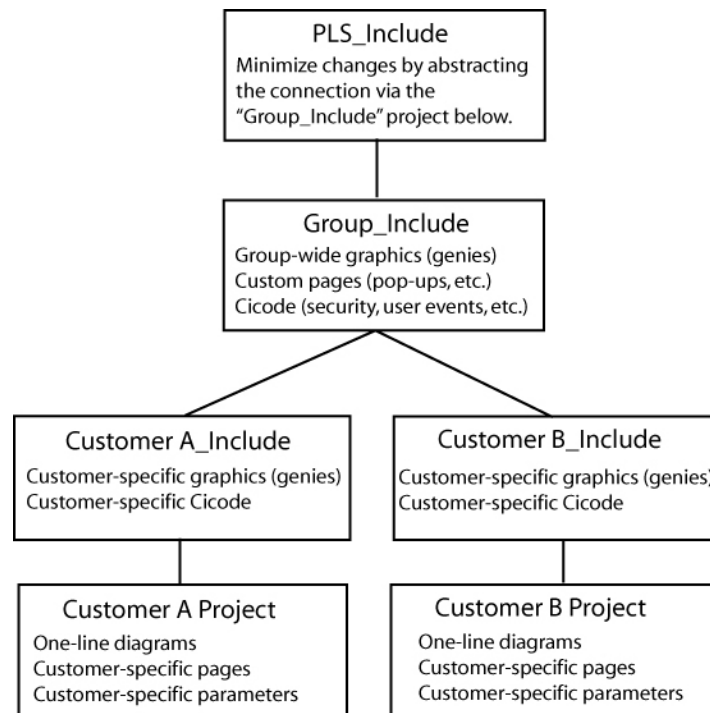 PLS_Include
Minimize changes by abstracting
the connection via the
“Group_Include” project below.
Group_Include
Group-wide graphics (genies)
Custom pages (pop-ups, etc.)
Cicode (security, user events, etc.)
Customer A_Include
Customer-specific graphics (genies)
Customer-specific Cicode
Customer B_Include
Customer-specific graphics (genies)
Customer-specific Cicode
Customer A Project
One-line diagrams
Customer-specific pages
Customer-specific parameters
Customer B Project
One-line diagrams
Customer-specific pages
Customer-specific parameters